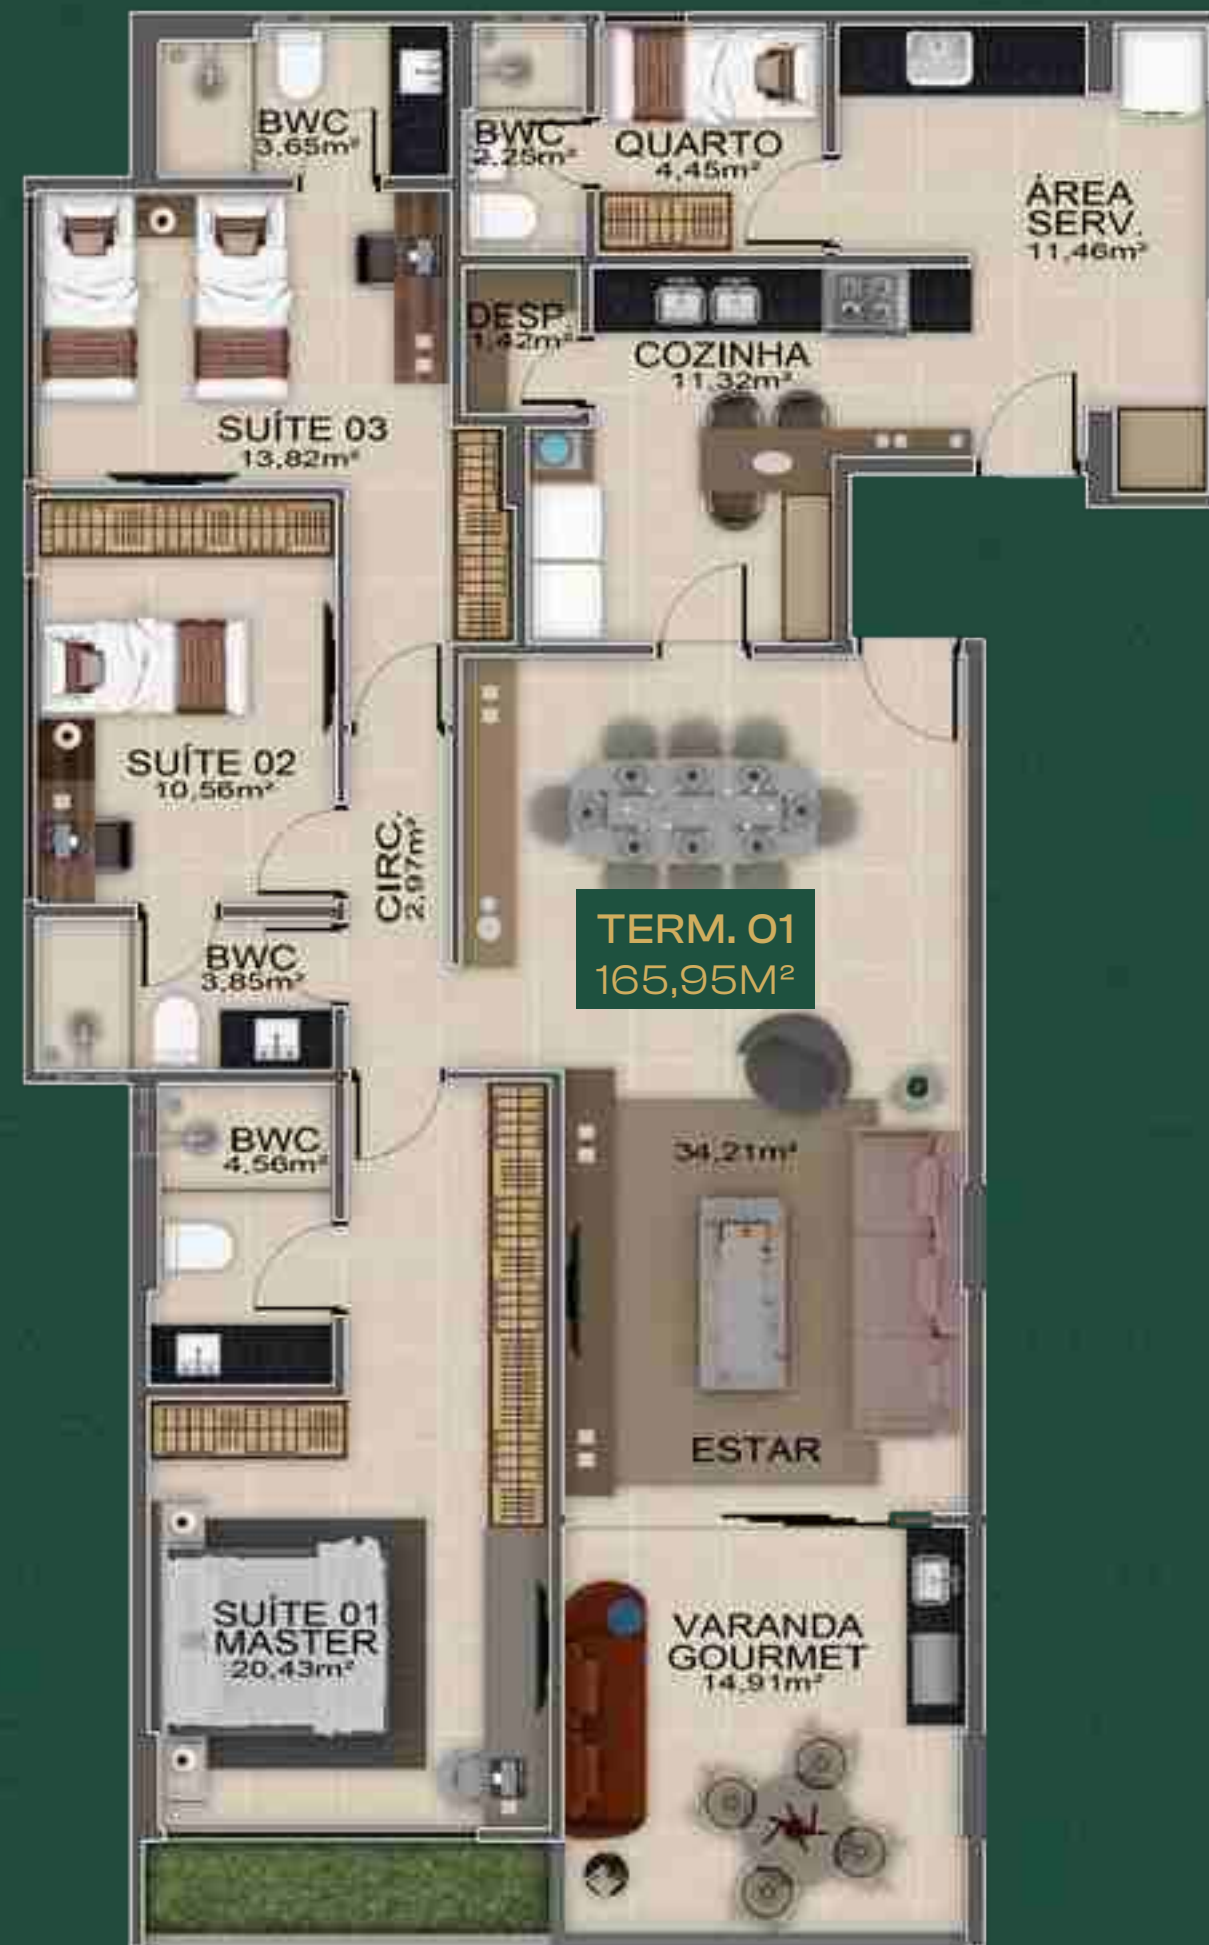 BWC
3,65m²
BWC
2,25m²
QUARTO
4,45m²
ÁREA
SERV.
11,46m²
DESP.
1,42m²
COZINHA
11,32m²
SUÍTE 03
13,82m²
SUÍTE 02
10,56m²
CIRC.
2,97m²
BWC
3,85m²
TERM. 01
165,95M²
BWC
4,56m²
34,21m²
ESTAR
SUÍTE 01
MASTER
20,43m²
VARANDA
GOURMET
14,91m²